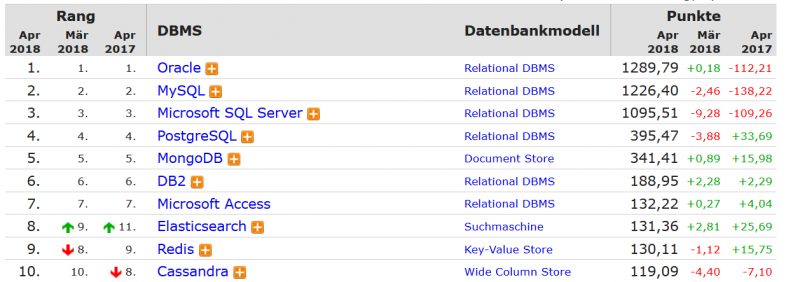 Rang Punkte
Apr 2018 Mär 2018 Apr 2017 DBMS Datenbankmodell Apr 2018 Mär 2018 Apr 2017
1. 1. 1. Oracle Relational DBMS 1289,79 +0,18 -112,21
2. 2. 2. MySQL Relational DBMS 1226,40 -2,46 -138,22
3. 3. 3. Microsoft SQL Server Relational DBMS 1095,51 -9,28 -109,26
4. 4. 4. PostgreSQL Relational DBMS 395,47 -3,88 +33,69
5. 5. 5. MongoDB Document Store 341,41 +0,89 +15,98
6. 6. 6. DB2 Relational DBMS 188,95 +2,28 +2,29
7. 7. 7. Microsoft Access Relational DBMS 132,22 +0,27 +4,04
8. 9. 11. Elasticsearch Suchmaschine 131,36 +2,81 +25,69
9. 8. 9. Redis Key-Value Store 130,11 -1,12 +15,75
10. 10. 8. Cassandra Wide Column Store 119,09 -4,40 -7,10